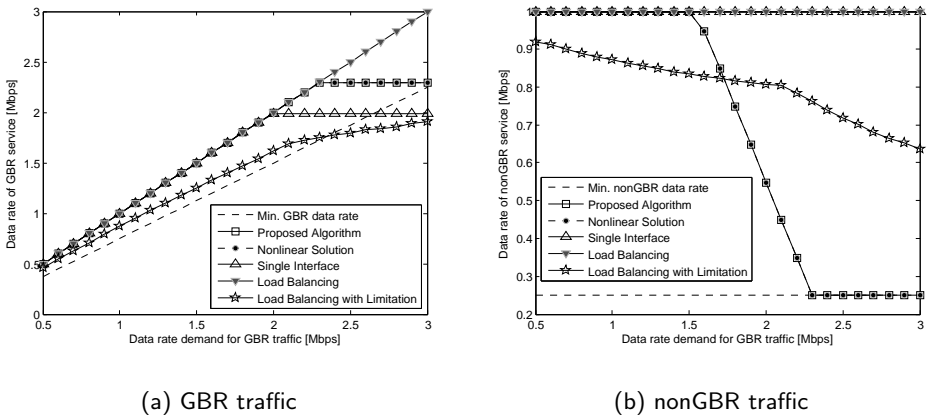 3
2.5
2
1.5
1
0.5
0
0.5
1
1.5
2
2.5
3
Data rate of GBR service [Mbps]
Data rate demand for GBR traffic [Mbps]
Min. GBR data rate
Proposed Algorithm
Nonlinear Solution
Single Interface
Load Balancing
Load Balancing with Limitation
(a) GBR traffic
1
0.9
0.8
0.7
0.6
0.5
0.4
0.3
0.2
0.5
1
1.5
2
2.5
3
Data rate of nonGBR service [Mbps]
Data rate demand for GBR traffic [Mbps]
Min. nonGBR data rate
Proposed Algorithm
Nonlinear Solution
Single Interface
Load Balancing
Load Balancing with Limitation
(b) nonGBR traffic